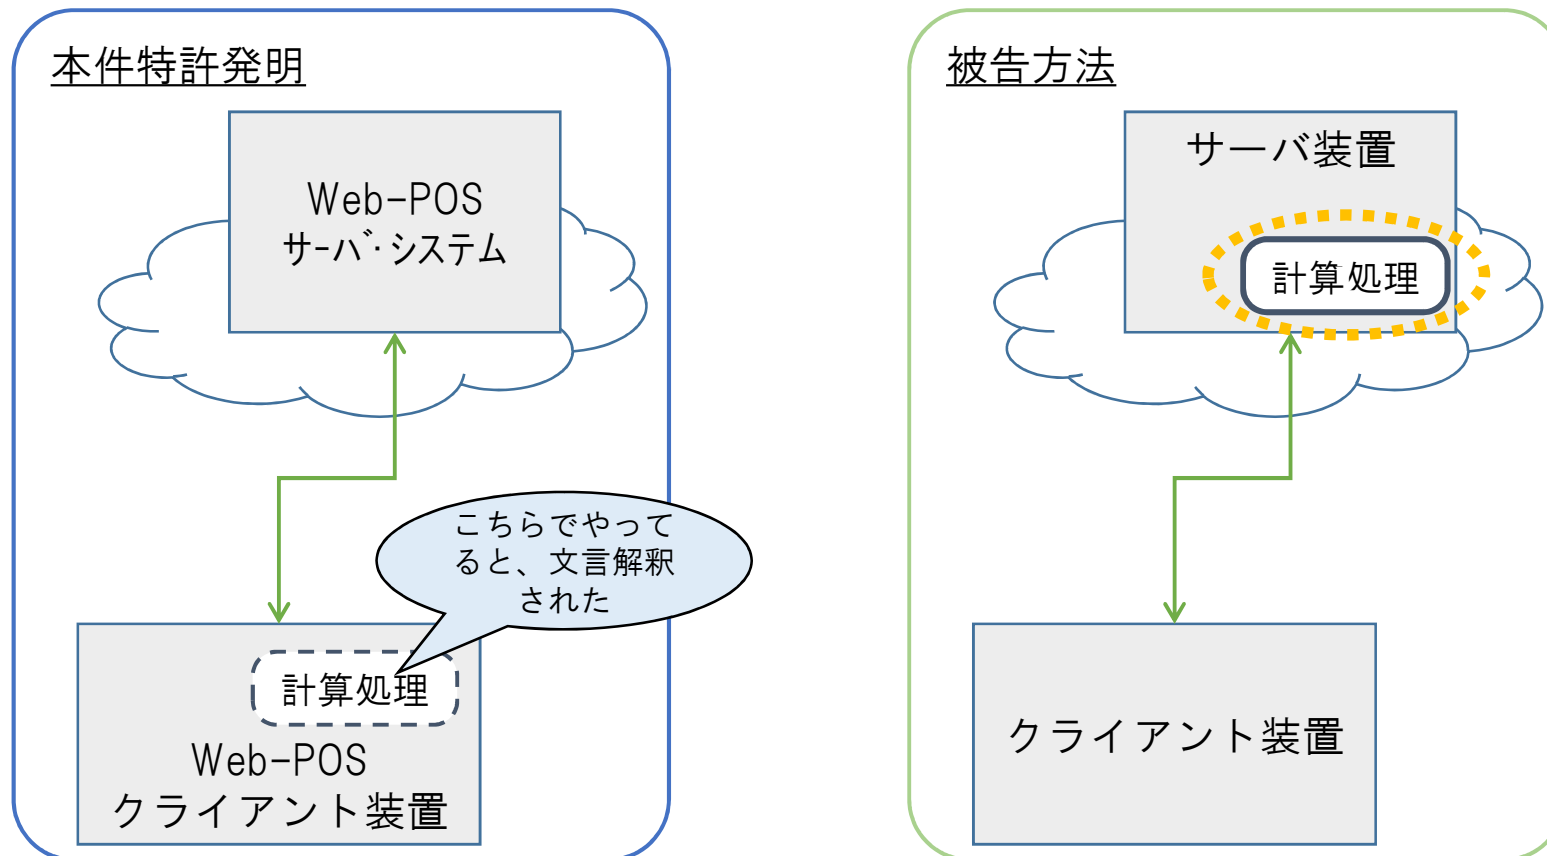 本件特許発明
Web-POS
サーバ・システム
こちらでやって
ると、文言解釈
された
計算処理
Web-POS
クライアント装置
被告方法
サーバ装置
計算処理
クライアント装置